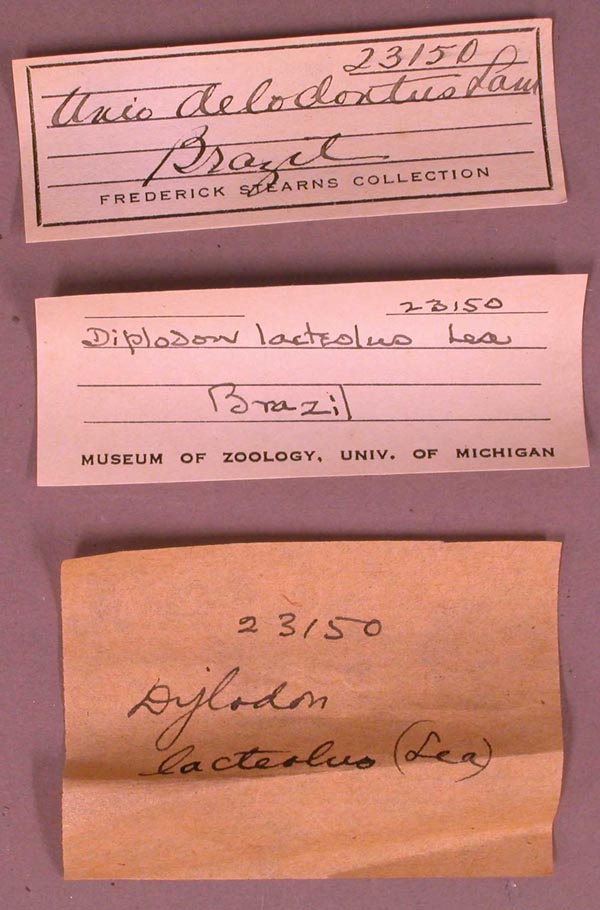 23150
Unio delodontus Lam
Brazil
FREDERICK STEARNS COLLECTION
23150
Diplodon lacteolus Lea
Brazil
MUSEUM OF ZOOLOGY, UNIV. OF MICHIGAN
23150
Diplodon
lacteolus (Lea)